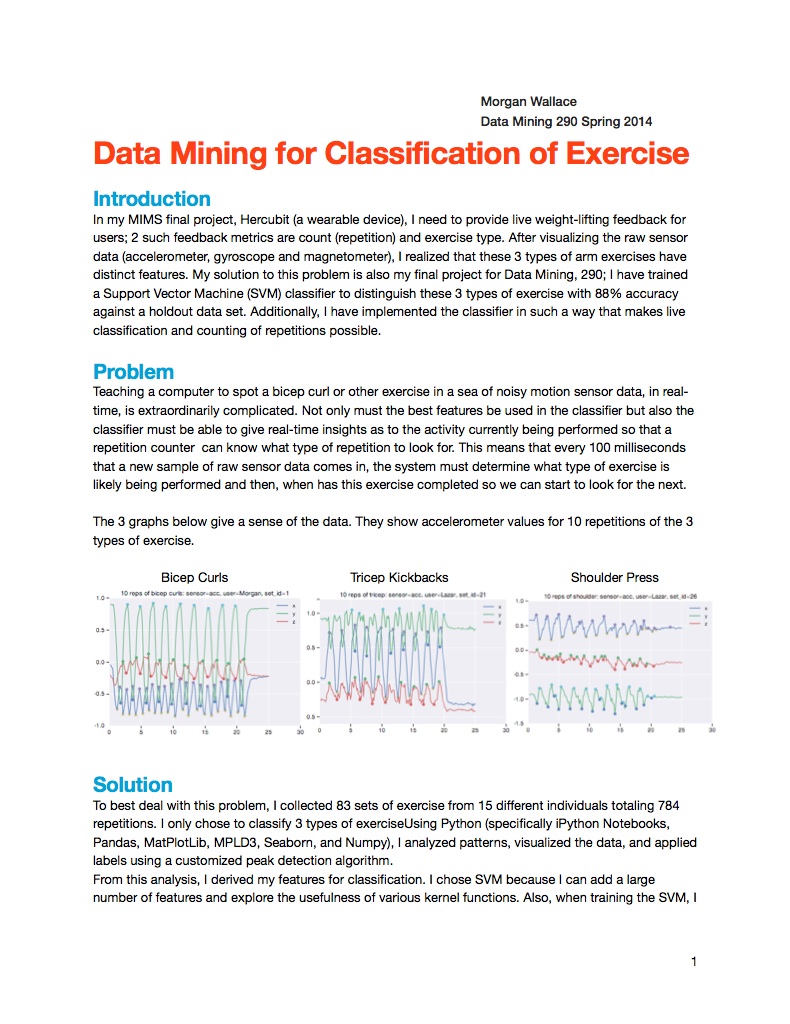 Morgan Wallace
Data Mining 290 Spring 2014
Data Mining for Classification of Exercise
Introduction
In my MIMS final project, Hercubit (a wearable device), I need to provide live weight-lifting feedback for
users; 2 such feedback metrics are count (repetition) and exercise type. After visualizing the raw sensor
data (accelerometer, gyroscope and magnetometer), I realized that these 3 types of arm exercises have
distinct features. My solution to this problem is also my final project for Data Mining, 290; I have trained
a Support Vector Machine (SVM) classifier to distinguish these 3 types of exercise with 88% accuracy
against a holdout data set. Additionally, I have implemented the classifier in such a way that makes live
classification and counting of repetitions possible.
Problem
Teaching a computer to spot a bicep curl or other exercise in a sea of noisy motion sensor data, in real-
time, is extraordinarily complicated. Not only must the best features be used in the classifier but also the
classifier must be able to give real-time insights as to the activity currently being performed so that a
repetition counter can know what type of repetition to look for. This means that every 100 milliseconds
that a new sample of raw sensor data comes in, the system must determine what type of exercise is
likely being performed and then, when has this exercise completed so we can start to look for the next.
The 3 graphs below give a sense of the data. They show accelerometer values for 10 repetitions of the 3
types of exercise.
Bicep Curls
10 reps of bicep curls: sensor=acc, user=Morgan, set_id=1
x
y
z
1.0
0.5
0.0
-0.5
-1.0
0 5 10 15 20 25 30
Tricep Kickbacks
10 reps of tricep: sensor=acc, user=Lazar, set_id=21
x
y
z
1.0
0.5
0.0
0.5
0 5 10 15 20 25 30
Shoulder Press
10 reps of shoulder: sensor=acc, user=Lazar, set_id=26
x
y
z
1.0
0.5
0.0
-0.5
-1.0
-1.5
0 5 10 15 20 25 30
Solution
To best deal with this problem, I collected 83 sets of exercise from 15 different individuals totaling 784
repetitions. I only chose to classify 3 types of exerciseUsing Python (specifically iPython Notebooks,
Pandas, MatPlotLib, MPLD3, Seaborn, and Numpy), I analyzed patterns, visualized the data, and applied
labels using a customized peak detection algorithm.
From this analysis, I derived my features for classification. I chose SVM because I can add a large
number of features and explore the usefulness of various kernel functions. Also, when training the SVM, I
1